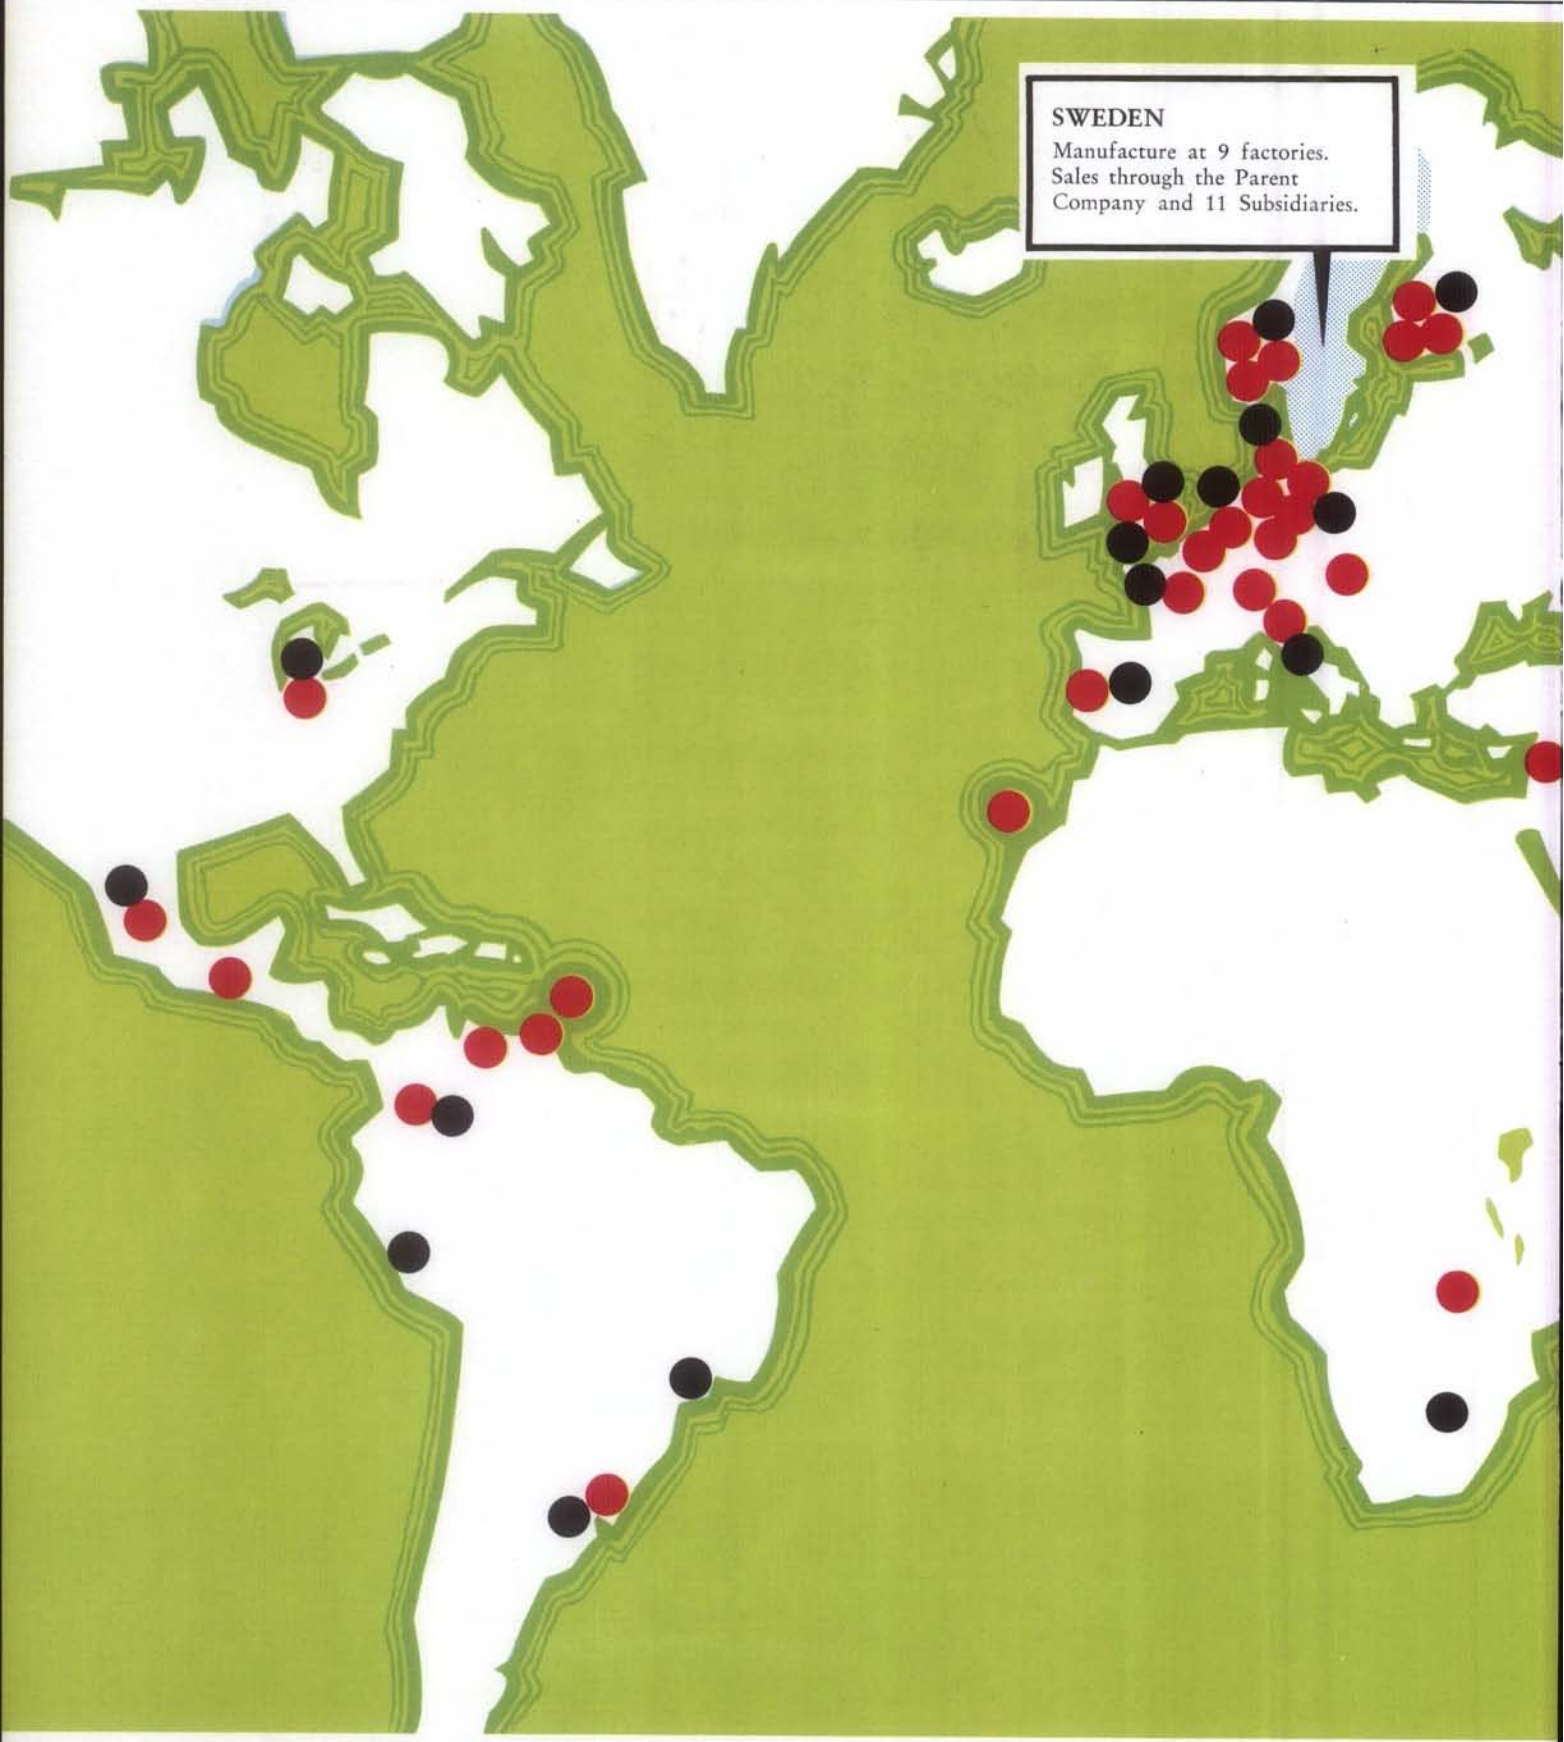 SWEDEN
Manufacture at 9 factories.
Sales through the Parent
Company and 11 Subsidiaries.